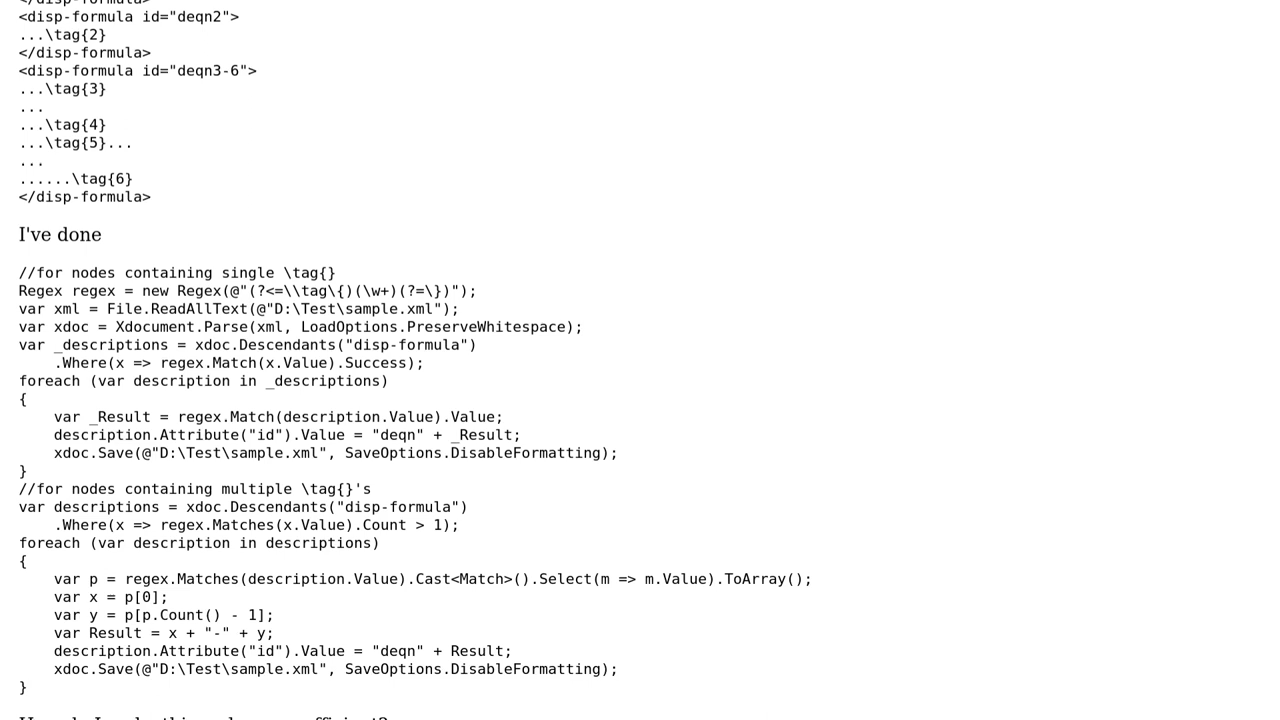 </disp-formula>
<disp-formula id="deqn2">
...\tag{2}
</disp-formula>
<disp-formula id="deqn3-6">
...\tag{3}
...
...\tag{4}
...\tag{5}...
...
......\tag{6}
</disp-formula>
I've done
//for nodes containing single \tag{}
Regex regex = new Regex(@"(?<=\\tag\{)(\w+)(?=\})");
var xml = File.ReadAllText(@"D:\Test\sample.xml");
var xdoc = Xdocument.Parse(xml, LoadOptions.PreserveWhitespace);
var _descriptions = xdoc.Descendants("disp-formula")
    .Where(x => regex.Match(x.Value).Success);
foreach (var description in _descriptions)
{
    var _Result = regex.Match(description.Value).Value;
    description.Attribute("id").Value = "deqn" + _Result;
    xdoc.Save(@"D:\Test\sample.xml", SaveOptions.DisableFormatting);
}
//for nodes containing multiple \tag{}'s
var descriptions = xdoc.Descendants("disp-formula")
    .Where(x => regex.Matches(x.Value).Count > 1);
foreach (var description in descriptions)
{
    var p = regex.Matches(description.Value).Cast<Match>().Select(m => m.Value).ToArray();
    var x = p[0];
    var y = p[p.Count() - 1];
    var Result = x + "-" + y;
    description.Attribute("id").Value = "deqn" + Result;
    xdoc.Save(@"D:\Test\sample.xml", SaveOptions.DisableFormatting);
}